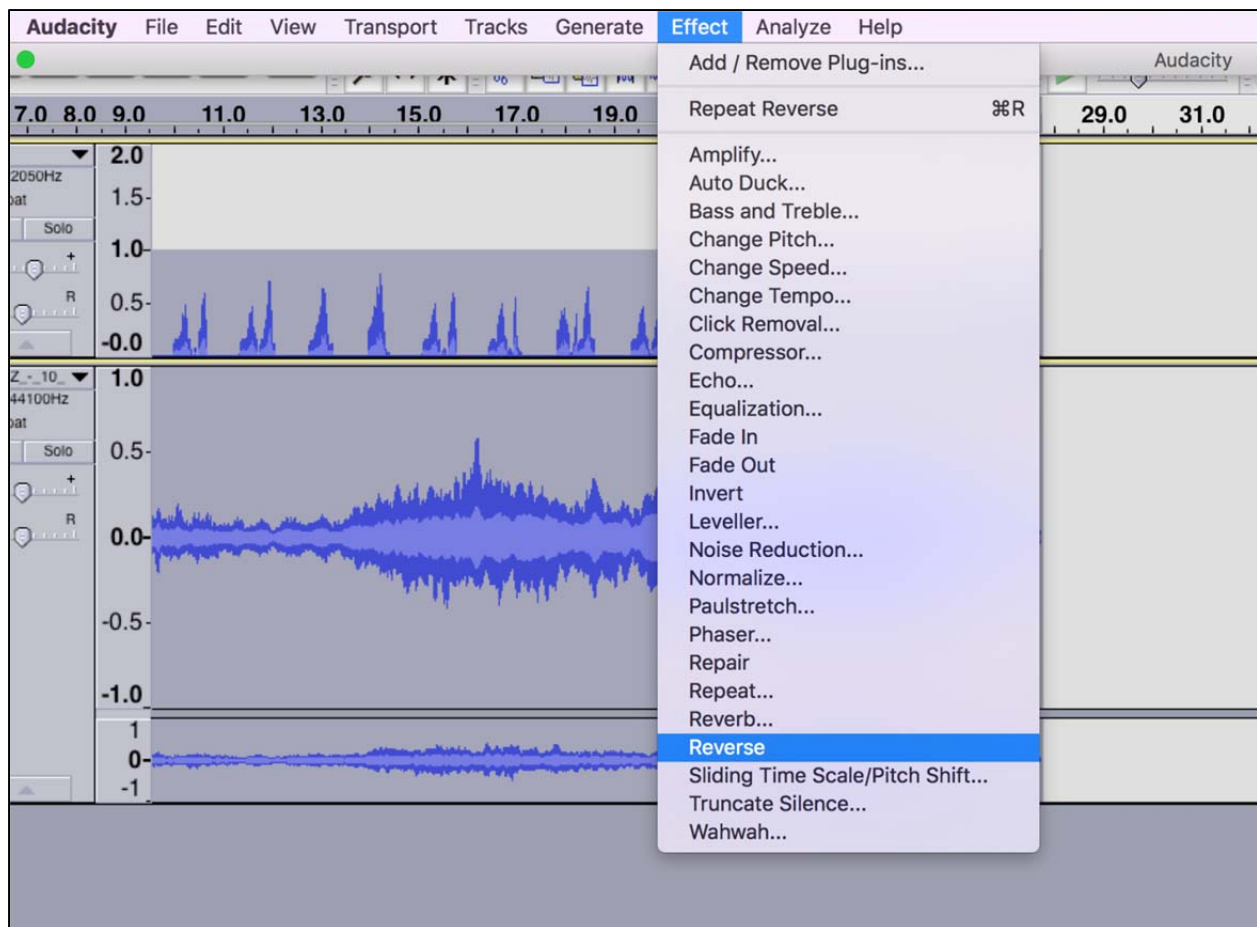 Audacity File Edit View Transport Tracks Generate Effect Analyze Help
Audacity
7.0 8.0 9.0 11.0 13.0 15.0 17.0 19.0 29.0 31.0
Add / Remove Plug-ins...
Repeat Reverse ⌘R
Amplify...
Auto Duck...
Bass and Treble...
Change Pitch...
Change Speed...
Change Tempo...
Click Removal...
Compressor...
Echo...
Equalization...
Fade In
Fade Out
Invert
Leveller...
Noise Reduction...
Normalize...
Paulstretch...
Phaser...
Repair
Repeat...
Reverb...
Reverse
Sliding Time Scale/Pitch Shift...
Truncate Silence...
Wahwah...
2050Hz
Solo
+
R
2.0
1.5-
1.0-
0.5-
-0.0
Z_-_10_
44100Hz
Solo
+
R
1.0
0.5-
0.0-
-0.5-
-1.0
1
0-
-1